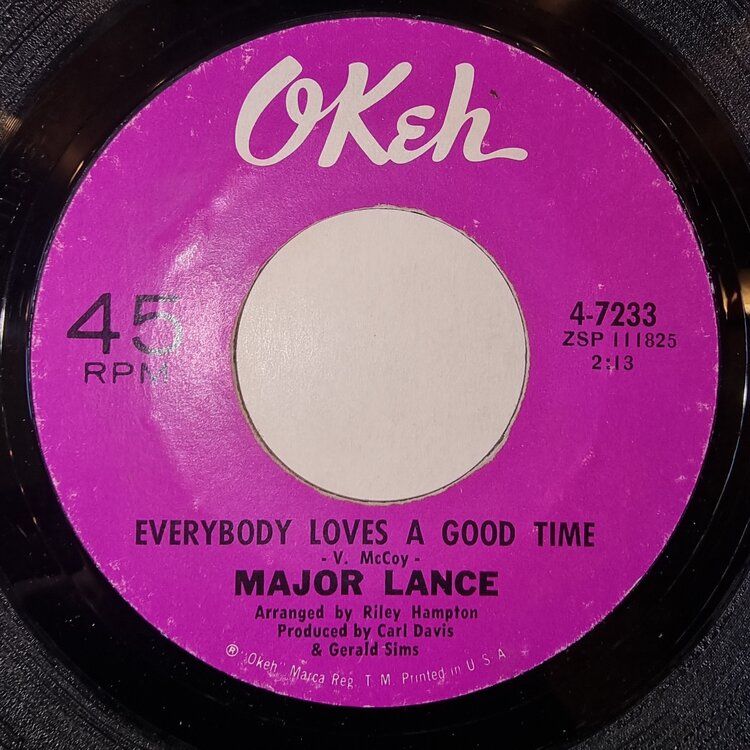 OKeh
45
RPM
4-7233
ZSP 111825
2:13
EVERYBODY LOVES A GOOD TIME
- V. McCoy -
MAJOR LANCE
Arranged by Riley Hampton
Produced by Carl Davis
& Gerald Sims
® "Okeh" Marca Reg. T. M. Printed in U S A